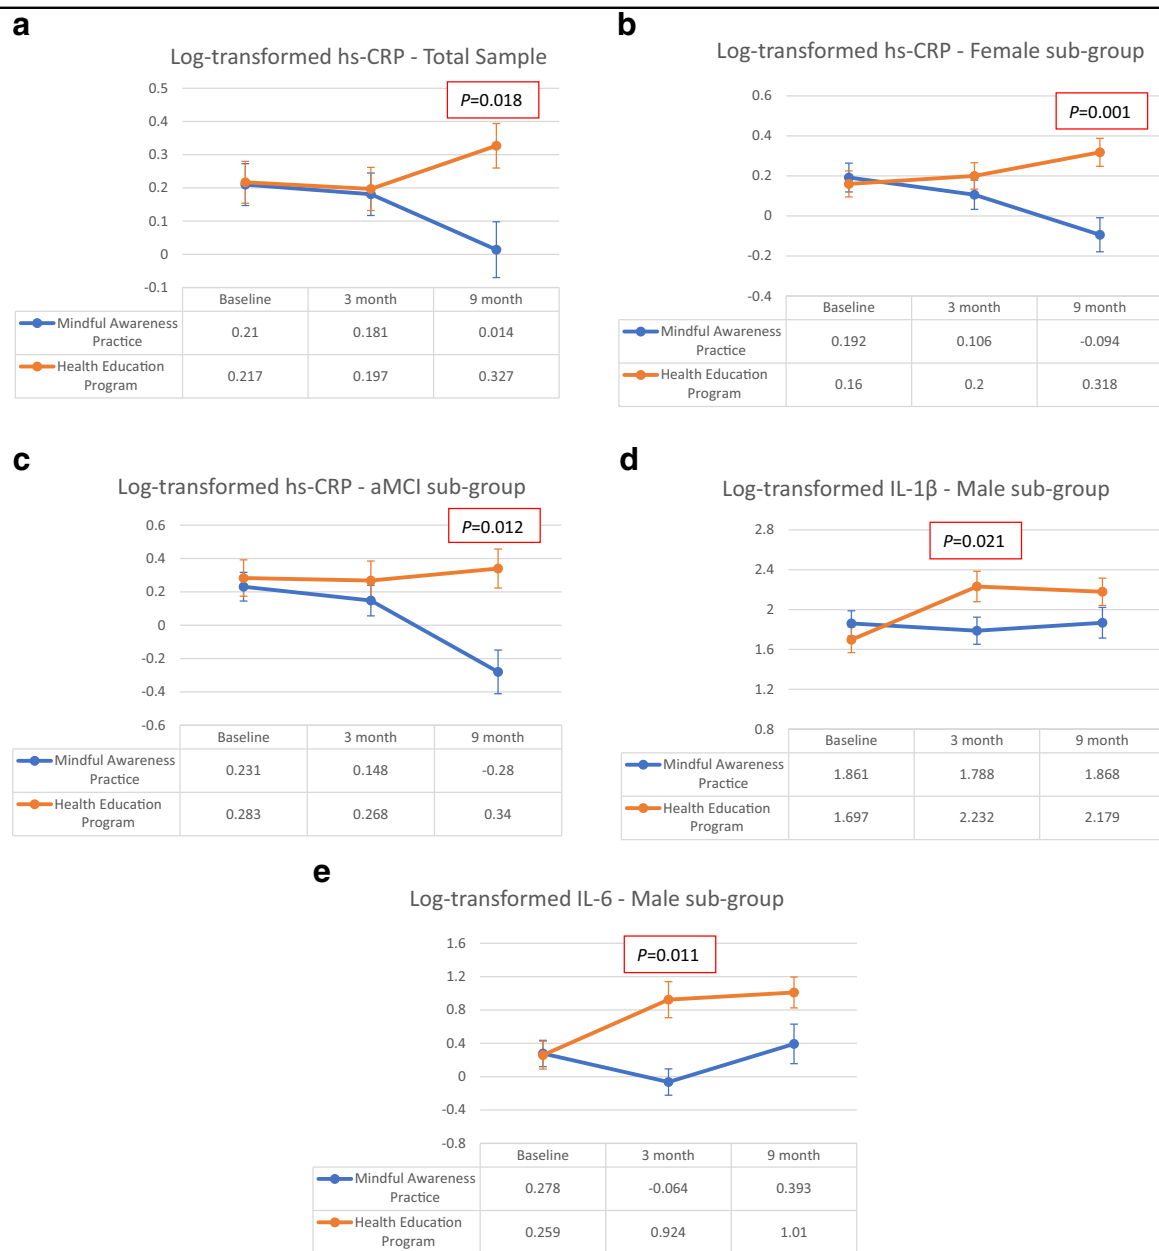 a
Log-transformed hs-CRP - Total Sample
P=0.018
0.5
0.4
0.3
0.2
0.1
0
-0.1
Baseline 3 month 9 month
Mindful Awareness
Practice
0.21 0.181 0.014
Health Education
Program
0.217 0.197 0.327
b
Log-transformed hs-CRP - Female sub-group
P=0.001
0.6
0.4
0.2
0
-0.2
-0.4
Baseline 3 month 9 month
Mindful Awareness
Practice
0.192 0.106 -0.094
Health Education
Program
0.16 0.2 0.318
c
Log-transformed hs-CRP - aMCI sub-group
P=0.012
0.6
0.4
0.2
0
-0.2
-0.4
-0.6
Baseline 3 month 9 month
Mindful Awareness
Practice
0.231 0.148 -0.28
Health Education
Program
0.283 0.268 0.34
d
Log-transformed IL-1β - Male sub-group
P=0.021
2.8
2.4
2
1.6
1.2
0.8
Baseline 3 month 9 month
Mindful Awareness
Practice
1.861 1.788 1.868
Health Education
Program
1.697 2.232 2.179
e
Log-transformed IL-6 - Male sub-group
P=0.011
1.6
1.2
0.8
0.4
0
-0.4
-0.8
Baseline 3 month 9 month
Mindful Awareness
Practice
0.278 -0.064 0.393
Health Education
Program
0.259 0.924 1.01